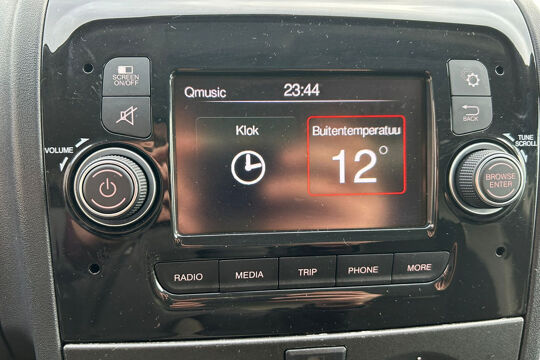 SCREEN
ON/OFF
Qmusic
23:44
BACK
VOLUME
TUNE
SCROLL
Klok
Buitentemperatuu
12°
BROWSE
ENTER
RADIO
MEDIA
TRIP
PHONE
MORE